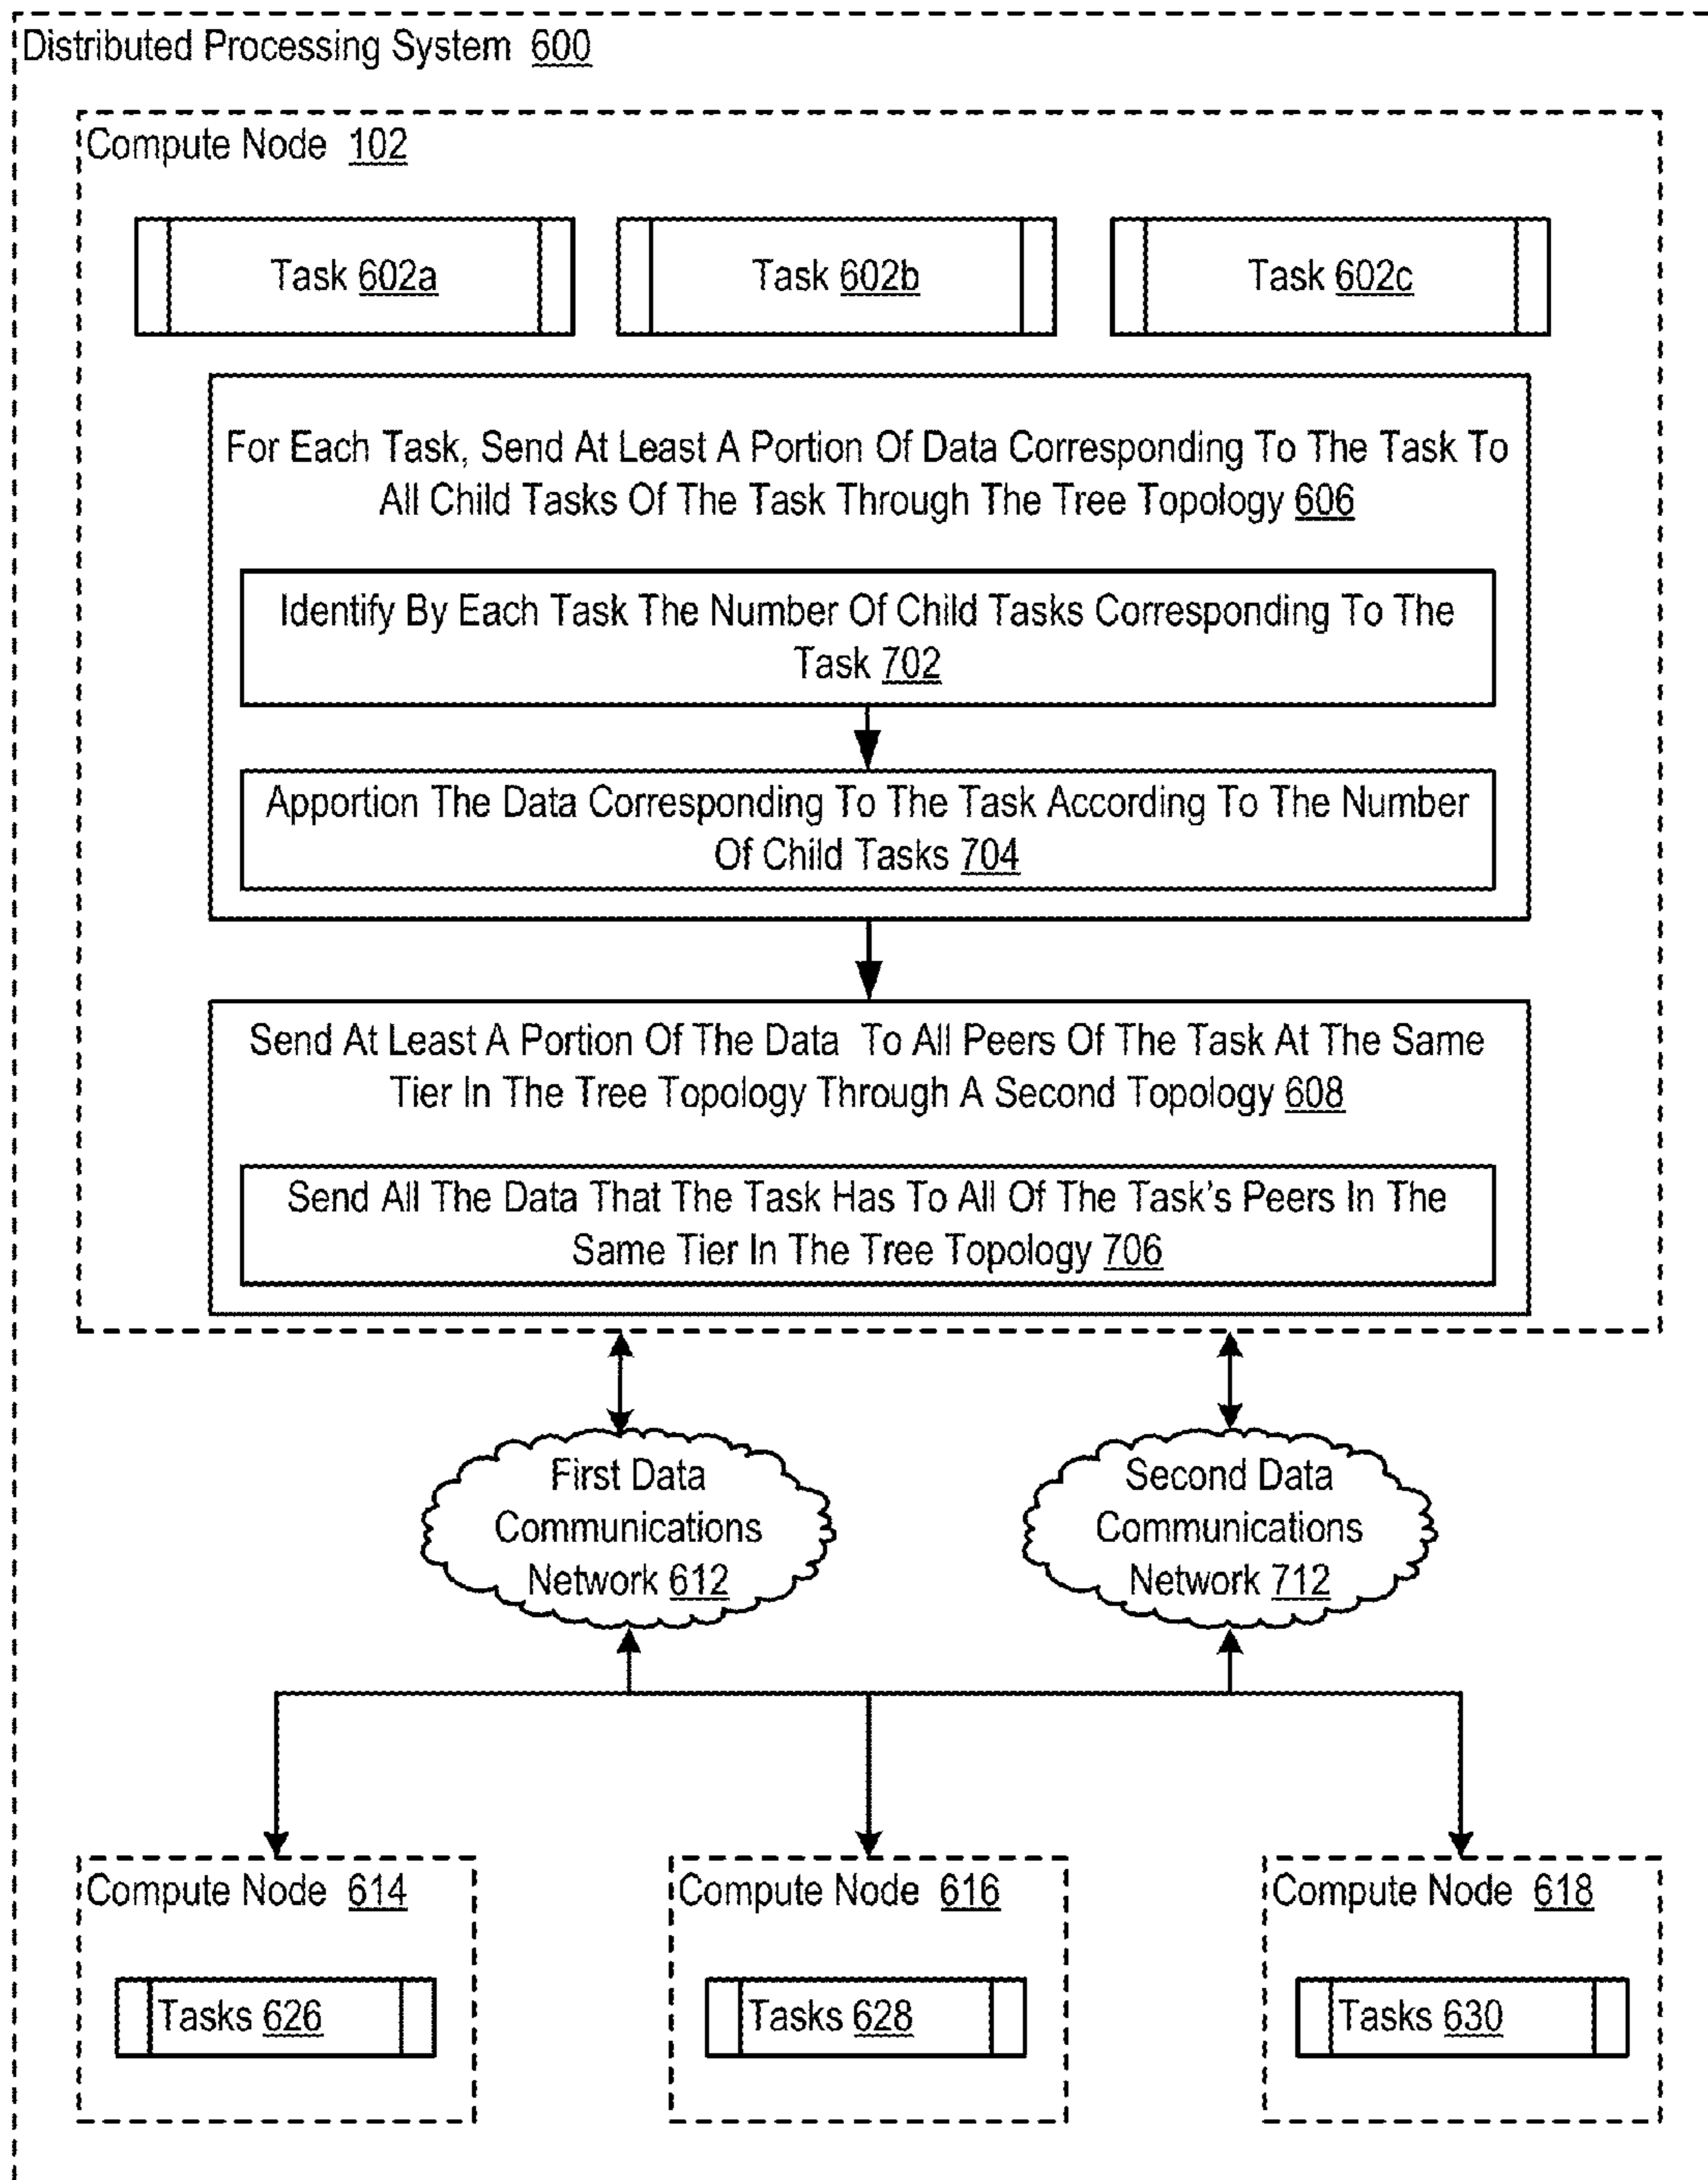 Distributed Processing System 600
Compute Node 102
Task 602a
Task 602b
Task 602c
For Each Task, Send At Least A Portion Of Data Corresponding To The Task To
All Child Tasks Of The Task Through The Tree Topology 606
Identify By Each Task The Number Of Child Tasks Corresponding To The
Task 702
Apportion The Data Corresponding To The Task According To The Number
Of Child Tasks 704
Send At Least A Portion Of The Data To All Peers Of The Task At The Same
Tier In The Tree Topology Through A Second Topology 608
Send All The Data That The Task Has To All Of The Task's Peers In The
Same Tier In The Tree Topology 706
First Data
Communications
Network 612
Second Data
Communications
Network 712
Compute Node 614
Tasks 626
Compute Node 616
Tasks 628
Compute Node 618
Tasks 630